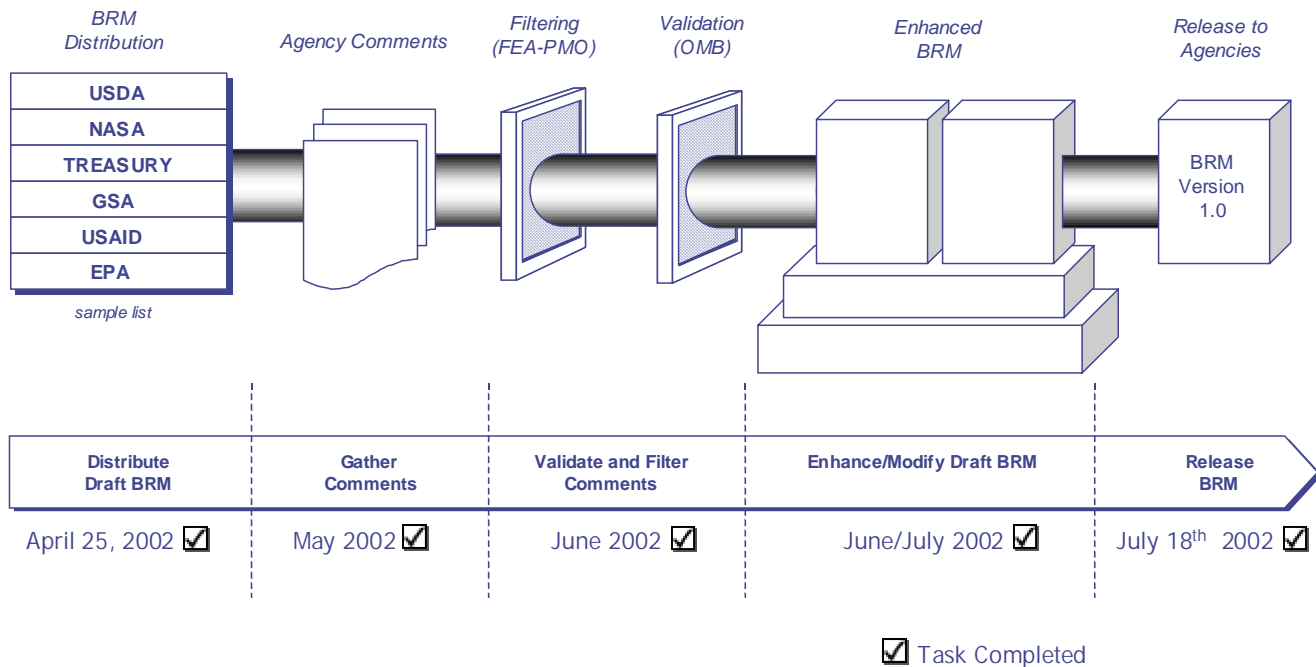 BRM
Distribution
Agency Comments
Filtering
(FEA-PMO)
Validation
(OMB)
Enhanced
BRM
Release to
Agencies
USDA
NASA
TREASURY
GSA
USAID
EPA
sample list
BRM
Version
1.0
Distribute
Draft BRM
Gather
Comments
Validate and Filter
Comments
Enhance/Modify Draft BRM
Release
BRM
April 25, 2002
May 2002
June 2002
June/July 2002
July 18th 2002
Task Completed